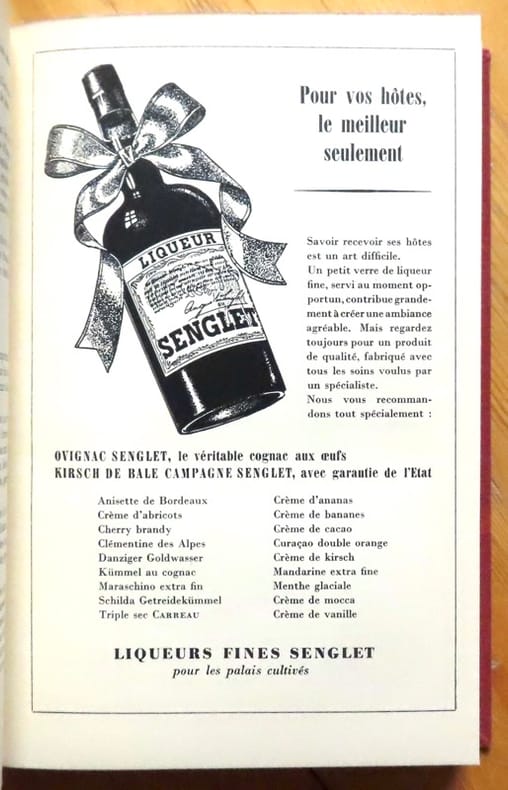 Pour vos hôtes,
le meilleur
seulement
LIQUEUR
SENGLET
Savoir recevoir ses hôtes
est un art difficile.
Un petit verre de liqueur
fine, servi au moment op-
portun, contribue grande-
ment à créer une ambiance
agréable. Mais regardez
toujours pour un produit
de qualité, fabriqué avec
tous les soins voulus par
un spécialiste.
Nous vous recomman-
dons tout spécialement :
OVIGNAC SENGLET, le véritable cognac aux œufs
KIRSCH DE BALE CAMPAGNE SENGLET, avec garantie de l'Etat
Anisette de Bordeaux
Crème d'abricots
Cherry brandy
Clémentine des Alpes
Danziger Goldwasser
Kümmel au cognac
Maraschino extra fin
Schilda Getreidekümmel
Triple sec CARREAU
Crème d'ananas
Crème de bananes
Crème de cacao
Curaçao double orange
Crème de kirsch
Mandarine extra fine
Menthe glaciale
Crème de mocca
Crème de vanille
LIQUEURS FINES SENGLET
pour les palais cultivés